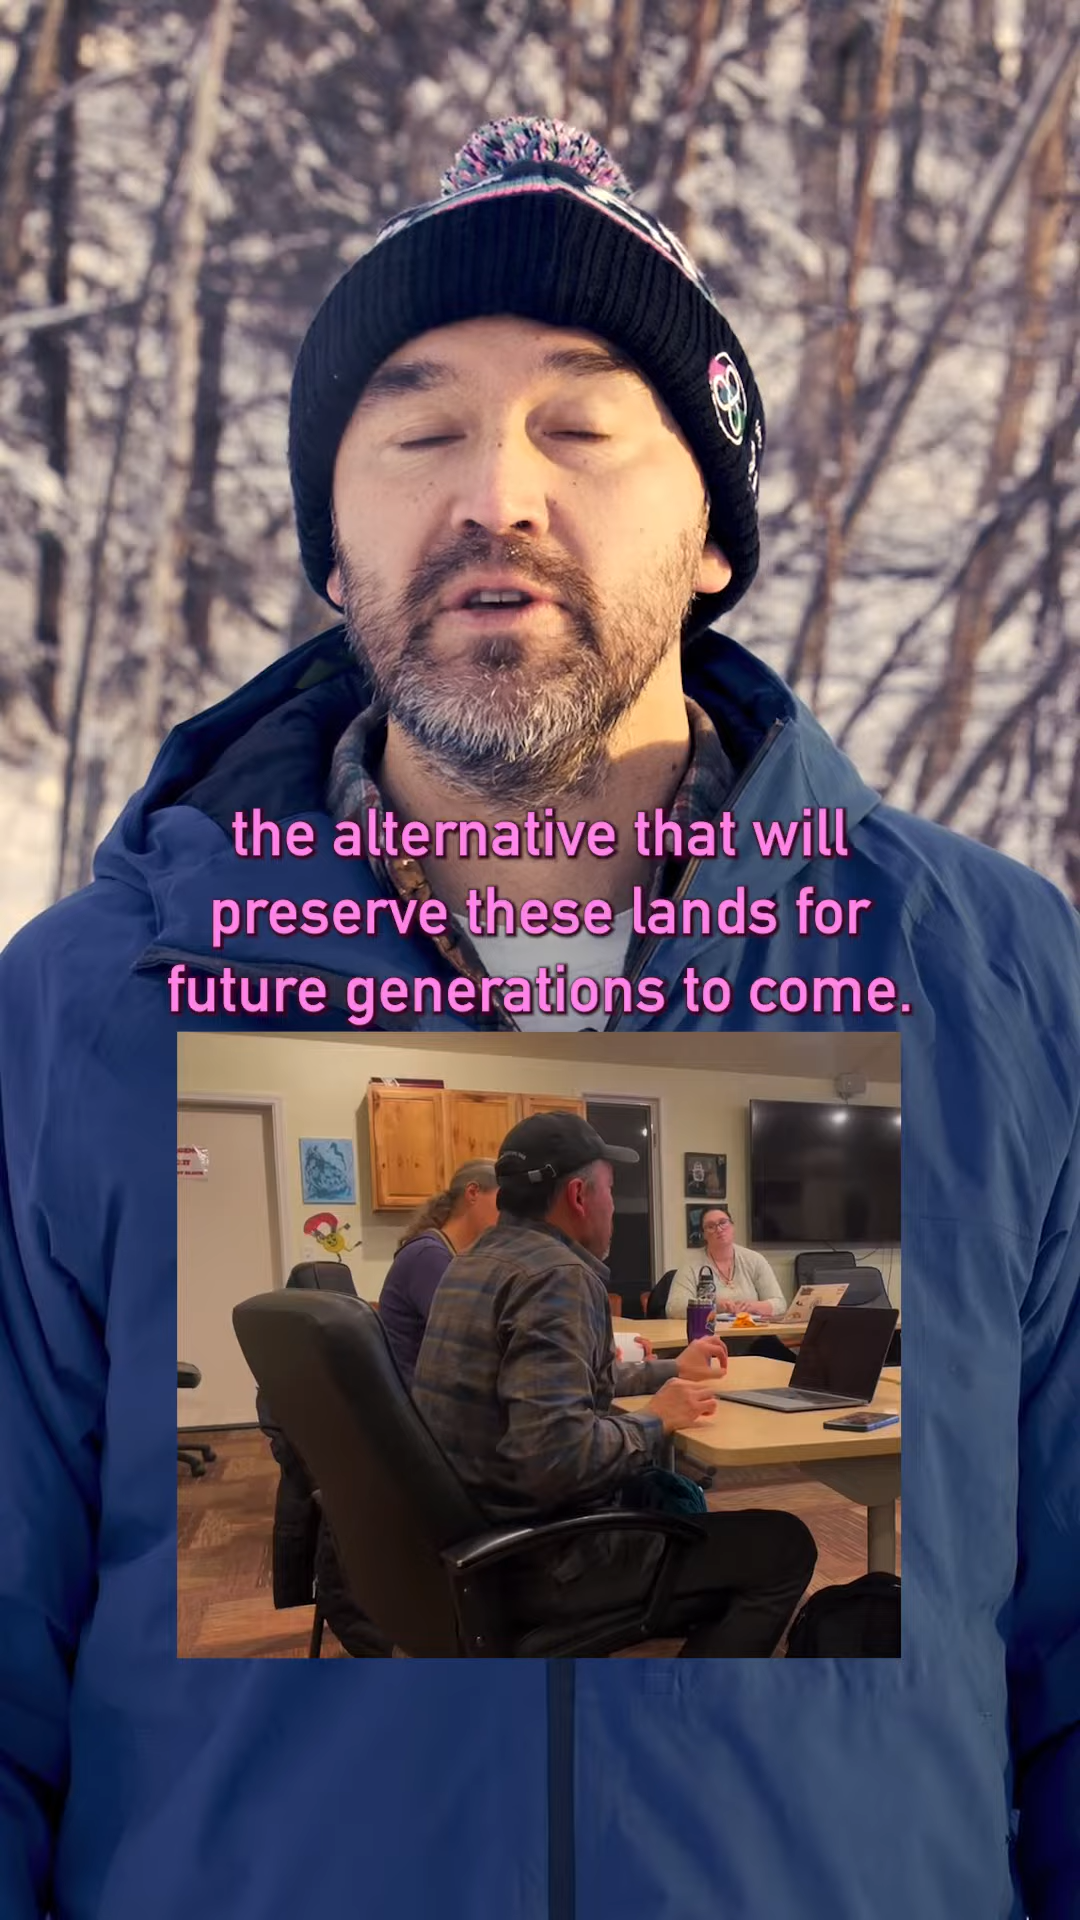 the alternative that will
preserve these lands for
future generations to come.